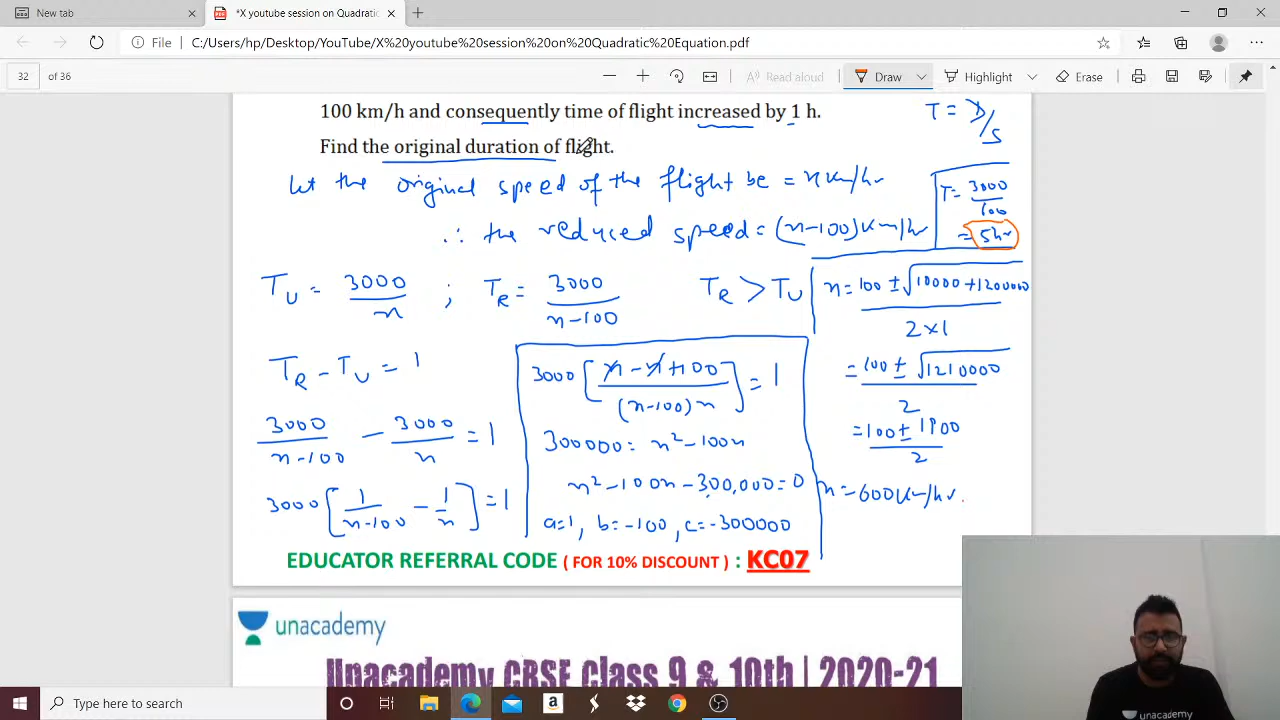 New tab
*X youtube session on Quadratic
File C:/Users/hp/Desktop/YouTube/X%20youtube%20session%20on%20Quadratic%20Equation.pdf
32 of 36
Read aloud
Draw
Highlight
Erase
100 km/h and consequently time of flight increased by 1 h.
Find the original duration of flight.
T = D/S
Let the original speed of the flight be = x km/hr
∴ the reduced speed = (x-100) km/hr
T = 3000/600
= 5hr
T_U = 3000/x ; T_R = 3000/x-100
T_R > T_U
T_R - T_U = 1
3000/x-100 - 3000/x = 1
3000 [1/x-100 - 1/x] = 1
3000 [x - x + 100/(x-100)x] = 1
300000 = x² - 100x
x² - 100x - 300,000 = 0
a=1, b=-100, c=-300000
x = 100 ± √10000 + 1200000 / 2×1
= 100 ± √1210000 / 2
= 100 ± 1100 / 2
x = 600 km/hr.
EDUCATOR REFERRAL CODE ( FOR 10% DISCOUNT ) : KC07
unacademy
Unacademy CBSE Class 9 & 10th | 2020-21
unacademy
Type here to search